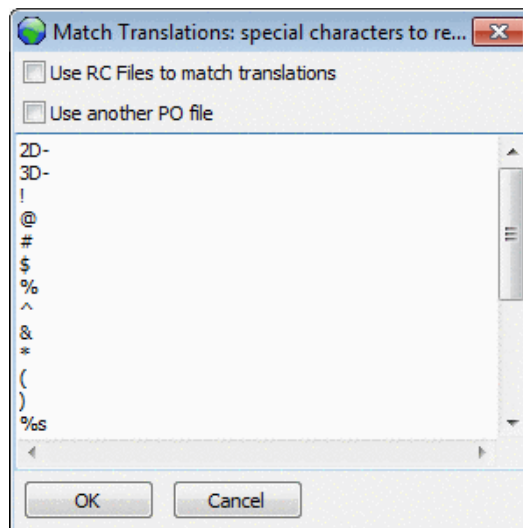 Match Translations: special characters to re...
Use RC Files to match translations
Use another PO file
2D-
3D-
!
@
#
$
%
^
&
*
(
)
%s
OK
Cancel